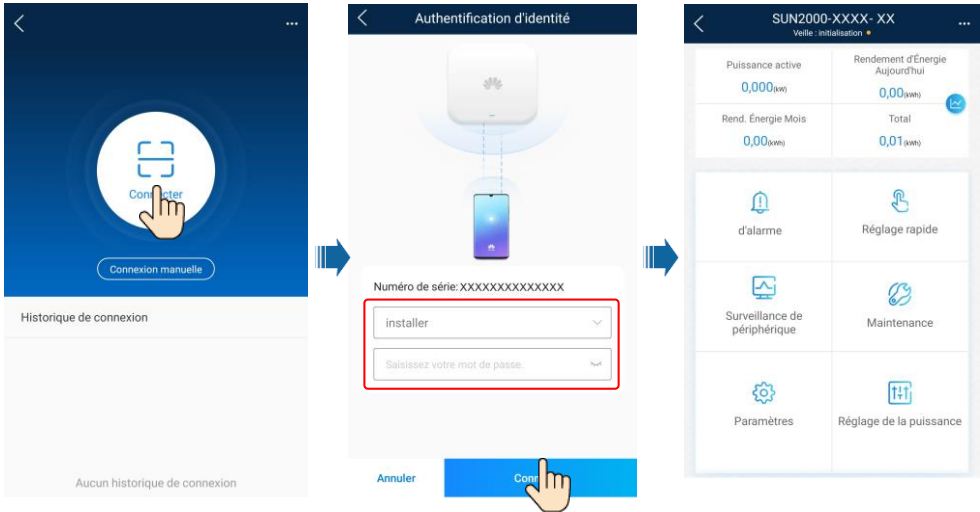 Connecter
Connexion manuelle
Historique de connexion
Aucun historique de connexion
Authentification d'identité
Numéro de série: XXXXXXXXXXXXXX
installer
Saisissez votre mot de passe.
Annuler
SUN2000-XXXX- XX
Veille : initialisation
Puissance active
0,000(kW)
Rendement d'Énergie
Aujourd'hui
0,00(kWh)
Rend. Énergie Mois
0,00(kWh)
Total
0,01(kWh)
d'alarme
Réglage rapide
Surveillance de
périphérique
Maintenance
Paramètres
Réglage de la puissance